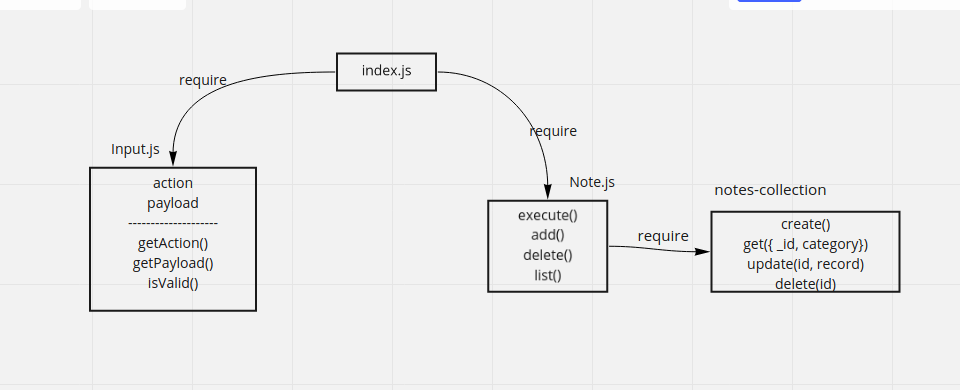 index.js
require
require
Input.js
action
payload
--------------------
getAction()
getPayload()
isValid()
Note.js
execute()
add()
delete()
list()
require
notes-collection
create()
get({ _id, category})
update(id, record)
delete(id)